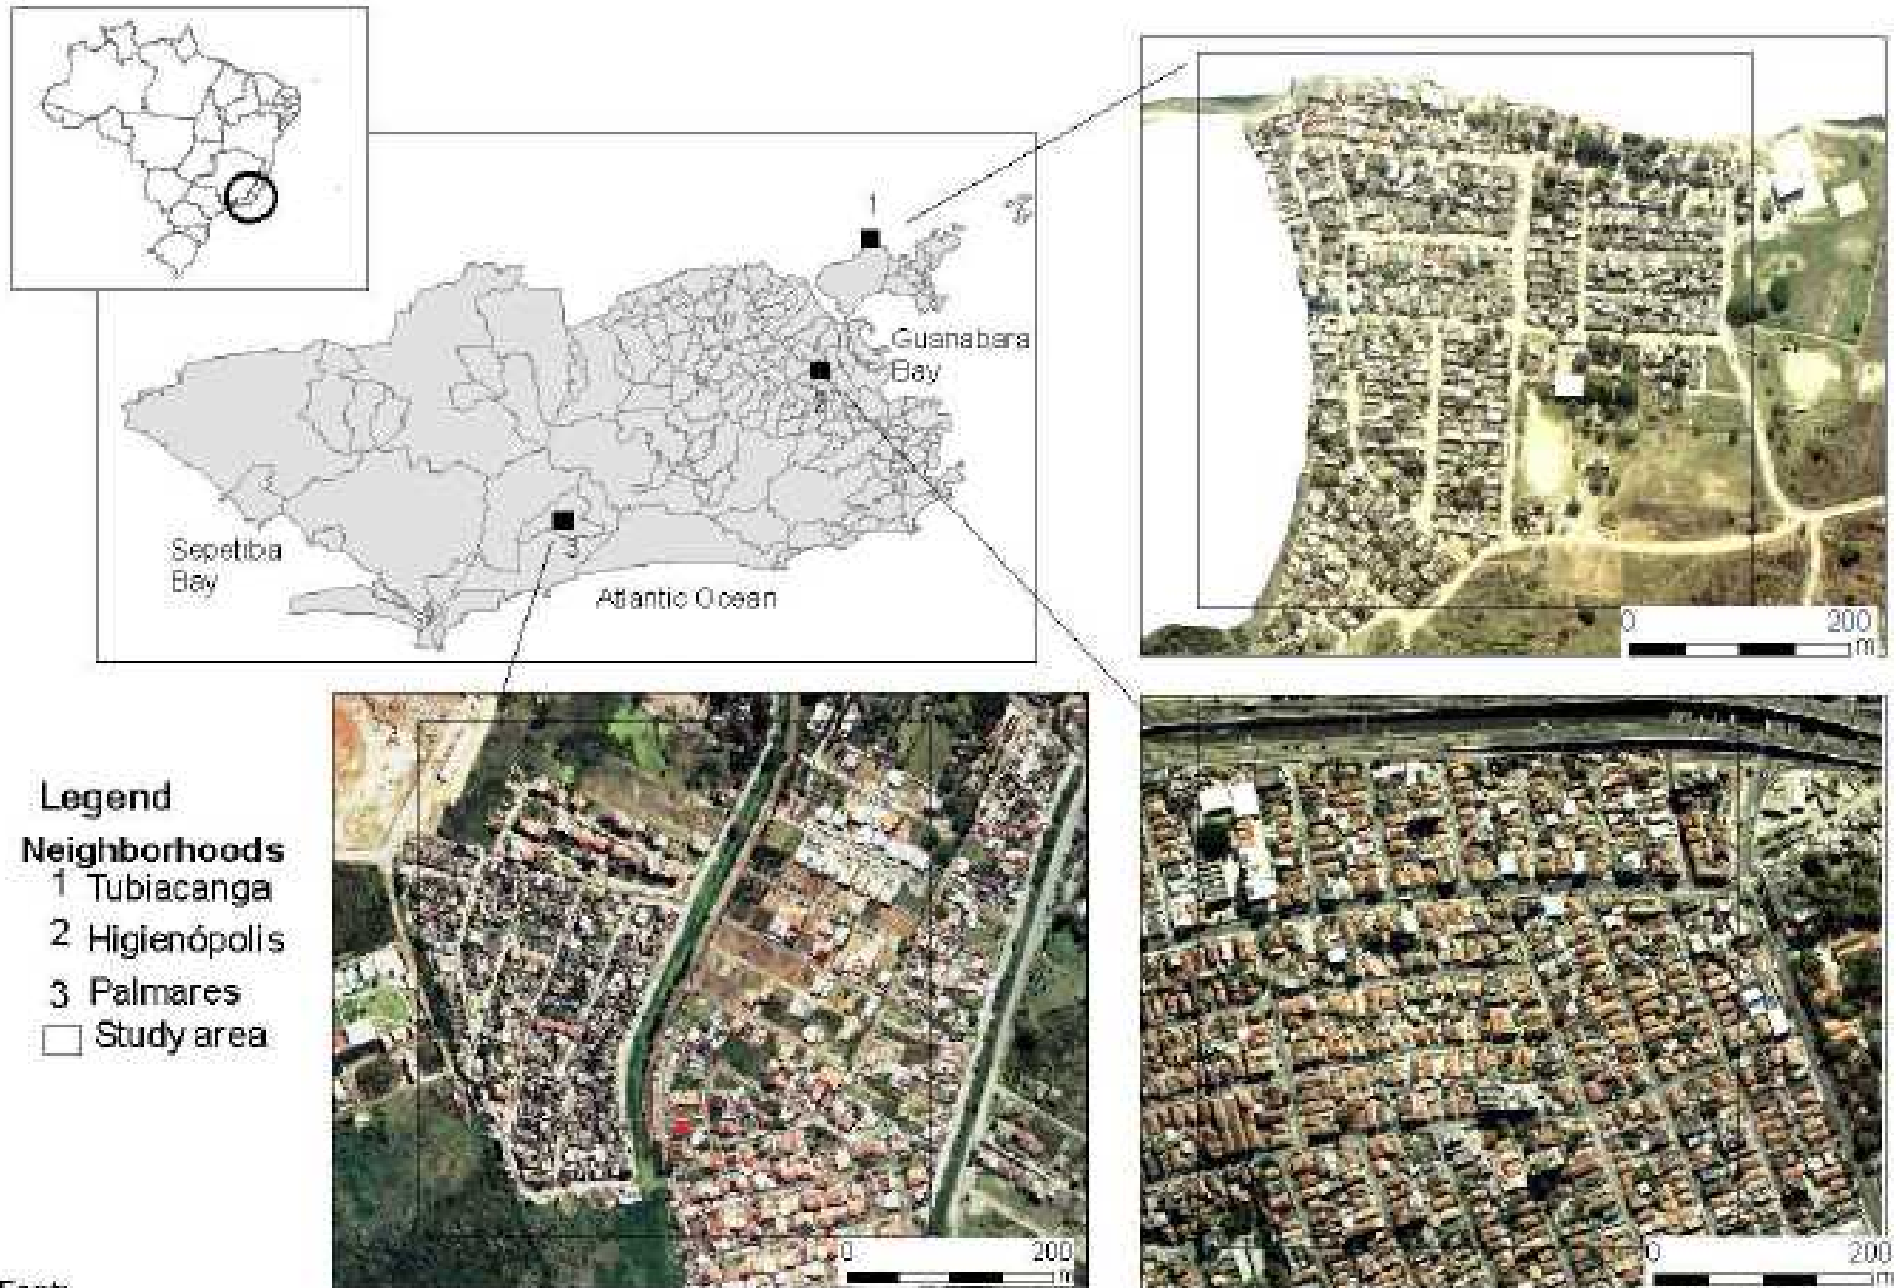 1
Guanabara
Bay
2
3
Sepetiba
Bay
Atlantic Ocean
0 200
m
Legend
Neighborhoods
1 Tubiacanga
2 Higienópolis
3 Palmares
Study area
0 200
m
0 200
m